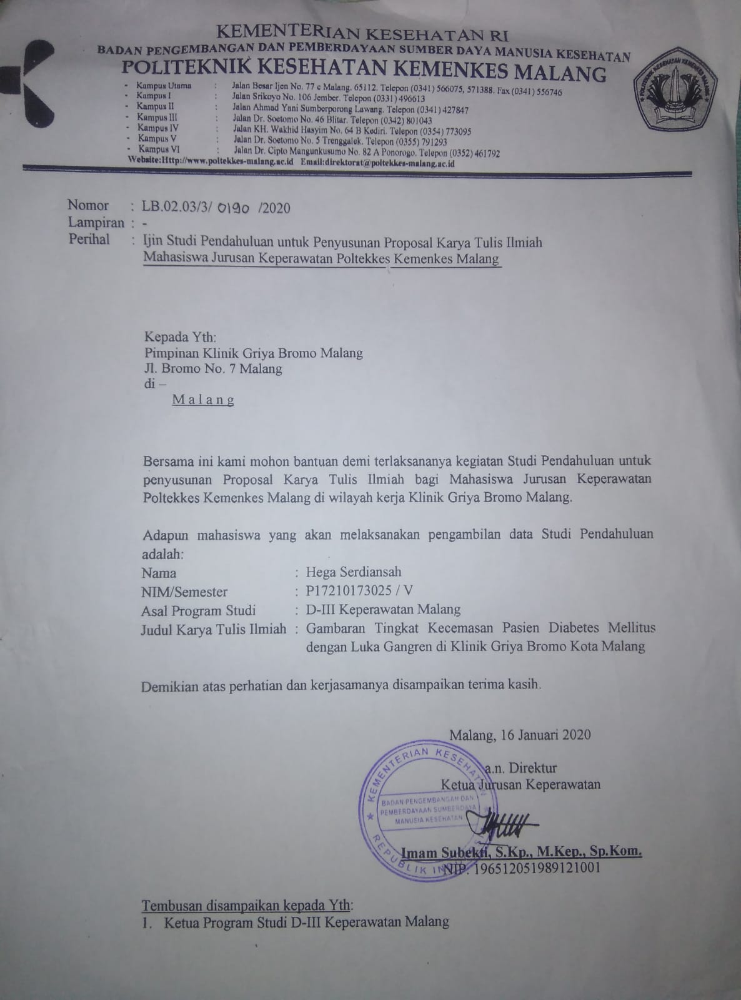 KEMENTERIAN KESEHATAN RI
BADAN PENGEMBANGAN DAN PEMBERDAYAAN SUMBER DAYA MANUSIA KESEHATAN
POLITEKNIK KESEHATAN KEMENKES MALANG
- Kampus Utama : Jalan Besar Ijen No. 77 c Malang. 65112. Telepon (0341) 566075, 571388. Fax (0341) 556746
- Kampus I : Jalan Srikoyo No. 106 Jember. Telepon (0331) 496613
- Kampus II : Jalan Ahmad Yani Sumberporong Lawang. Telepon (0341) 427847
- Kampus III : Jalan Dr. Soetomo No. 46 Blitar. Telepon (0342) 801043
- Kampus IV : Jalan KH. Wakhid Hasyim No. 64 B Kediri. Telepon (0354) 773095
- Kampus V : Jalan Dr. Soetomo No. 5 Trenggalek. Telepon (0355) 791293
- Kampus VI : Jalan Dr. Cipto Mangunkusumo No. 82 A Ponorogo. Telepon (0352) 461792
Website:Http://www.poltekkes-malang.ac.id Email:direktorat@poltekkes-malang.ac.id
POLITEKNIK KESEHATAN KEMENKES MALANG
Nomor : LB.02.03/3/ 0190 /2020
Lampiran : -
Perihal : Ijin Studi Pendahuluan untuk Penyusunan Proposal Karya Tulis Ilmiah
Mahasiswa Jurusan Keperawatan Poltekkes Kemenkes Malang
Kepada Yth:
Pimpinan Klinik Griya Bromo Malang
Jl. Bromo No. 7 Malang
di –
M a l a n g
Bersama ini kami mohon bantuan demi terlaksananya kegiatan Studi Pendahuluan untuk
penyusunan Proposal Karya Tulis Ilmiah bagi Mahasiswa Jurusan Keperawatan
Poltekkes Kemenkes Malang di wilayah kerja Klinik Griya Bromo Malang.
Adapun mahasiswa yang akan melaksanakan pengambilan data Studi Pendahuluan
adalah:
Nama : Hega Serdiansah
NIM/Semester : P17210173025 / V
Asal Program Studi : D-III Keperawatan Malang
Judul Karya Tulis Ilmiah : Gambaran Tingkat Kecemasan Pasien Diabetes Mellitus
dengan Luka Gangren di Klinik Griya Bromo Kota Malang
Demikian atas perhatian dan kerjasamanya disampaikan terima kasih.
Malang, 16 Januari 2020
a.n. Direktur
Ketua Jurusan Keperawatan
KEMENTERIAN KESEHATAN
BADAN PENGEMBANGAN DAN
PEMBERDAYAAN SUMBERDAYA
MANUSIA KESEHATAN
REPUBLIK INDONESIA
Imam Subekti, S.Kp., M.Kep., Sp.Kom.
NIP. 196512051989121001
Tembusan disampaikan kepada Yth:
1. Ketua Program Studi D-III Keperawatan Malang